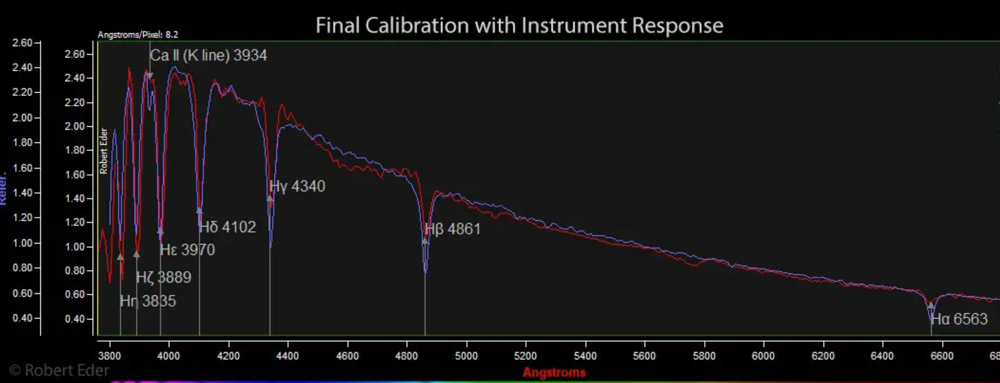 Final Calibration with Instrument Response
Angstroms/Pixel: 8.2
2.60
2.40
2.20
2.00
1.80
1.60
1.40
1.20
1.00
0.80
0.60
0.40
Refer.
2.60
2.40
2.20
2.00
1.80
1.60
1.40
1.20
1.00
0.80
0.60
0.40
Robert Eder
Ca II (K line) 3934
Hγ 4340
Hδ 4102
Hβ 4861
Hε 3970
Hζ 3889
Hη 3835
Hα 6563
3800 4000 4200 4400 4600 4800 5000 5200 5400 5600 5800 6000 6200 6400 6600 68
Angstroms
© Robert Eder